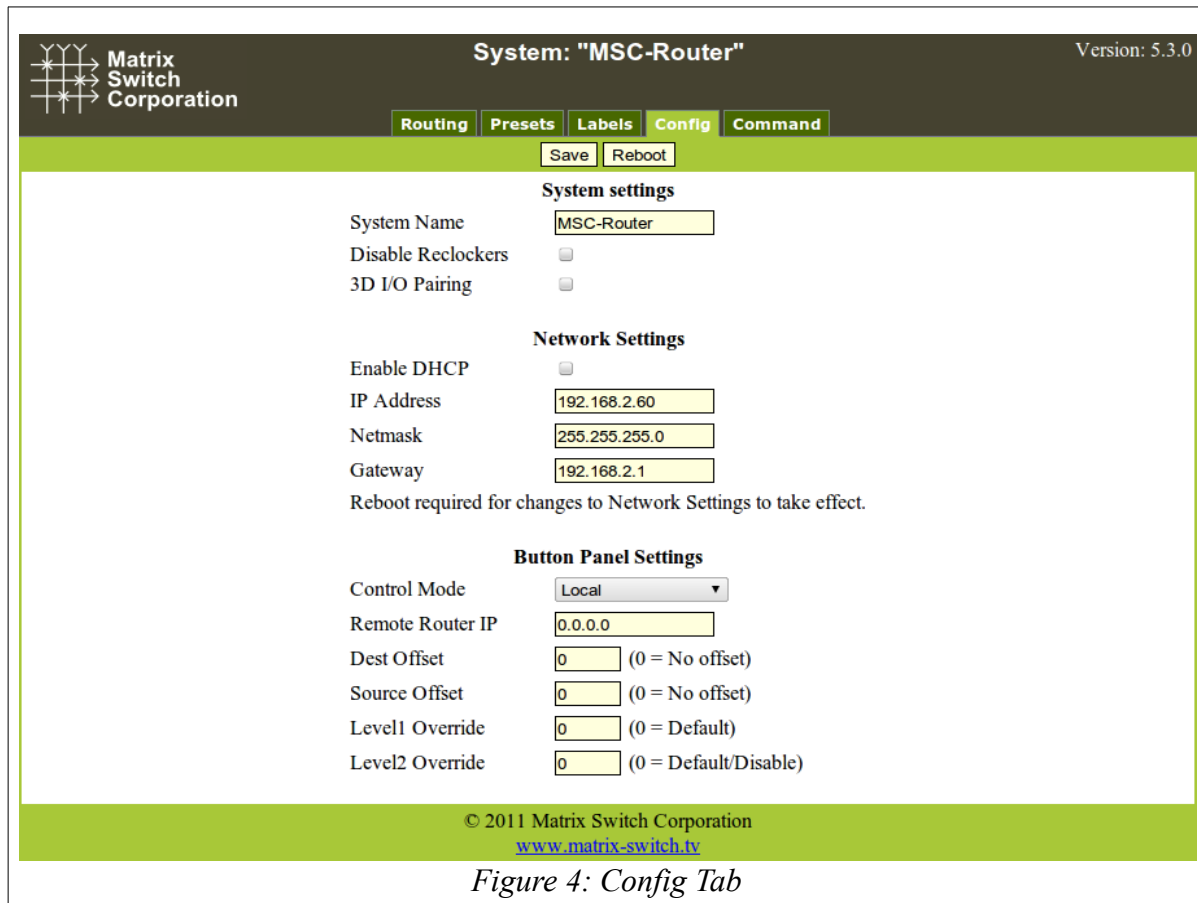 Matrix
Switch
Corporation
System: "MSC-Router"
Version: 5.3.0
Routing Presets Labels Config Command
Save Reboot
System settings
System Name MSC-Router
Disable Reclockers
3D I/O Pairing
Network Settings
Enable DHCP
IP Address 192.168.2.60
Netmask 255.255.255.0
Gateway 192.168.2.1
Reboot required for changes to Network Settings to take effect.
Button Panel Settings
Control Mode Local
Remote Router IP 0.0.0.0
Dest Offset 0 (0 = No offset)
Source Offset 0 (0 = No offset)
Level1 Override 0 (0 = Default)
Level2 Override 0 (0 = Default/Disable)
© 2011 Matrix Switch Corporation
www.matrix-switch.tv
Figure 4: Config Tab